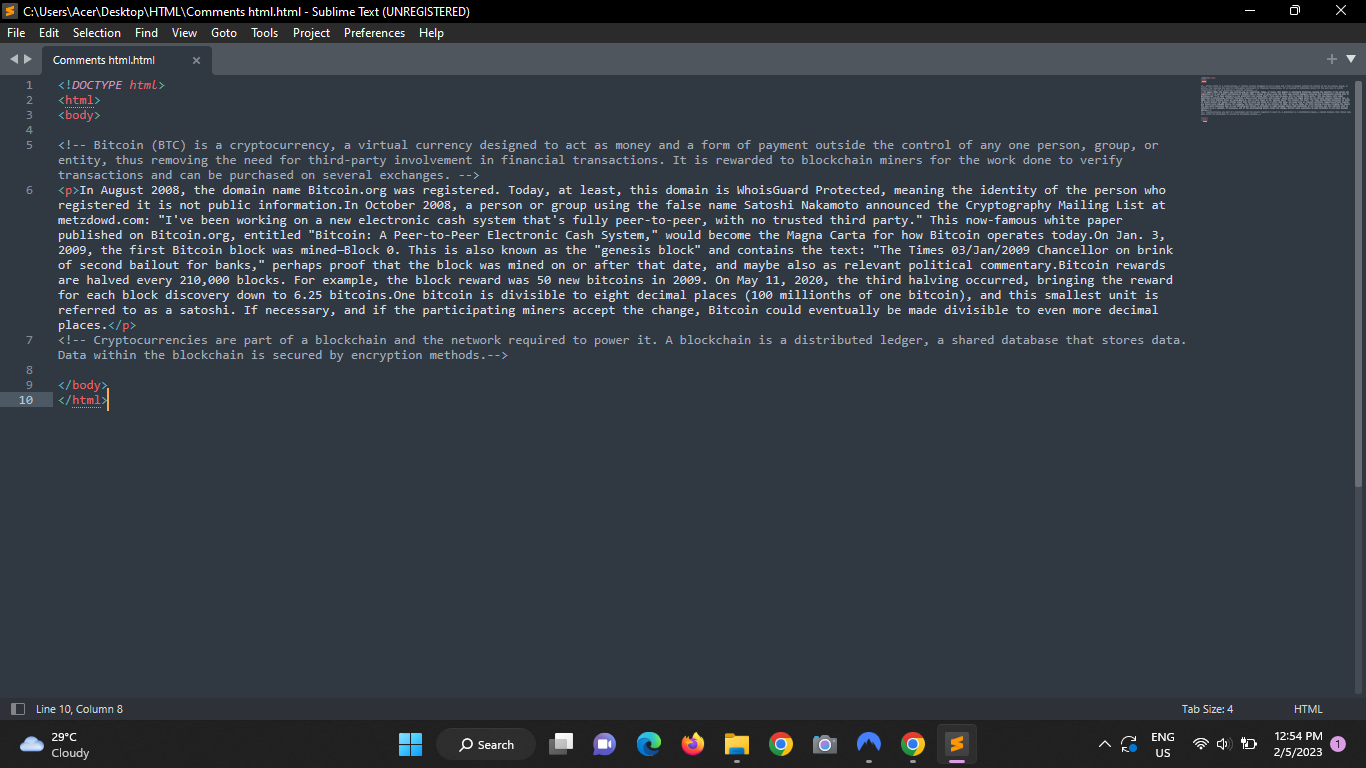 C:\Users\Acer\Desktop\HTML\Comments html.html - Sublime Text (UNREGISTERED)
File Edit Selection Find View Goto Tools Project Preferences Help
Comments html.html
1 <!DOCTYPE html>
2 <html>
3 <body>
4
5 <!-- Bitcoin (BTC) is a cryptocurrency, a virtual currency designed to act as money and a form of payment outside the control of any one person, group, or
entity, thus removing the need for third-party involvement in financial transactions. It is rewarded to blockchain miners for the work done to verify
transactions and can be purchased on several exchanges. -->
6 <p>In August 2008, the domain name Bitcoin.org was registered. Today, at least, this domain is WhoisGuard Protected, meaning the identity of the person who
registered it is not public information.In October 2008, a person or group using the false name Satoshi Nakamoto announced the Cryptography Mailing List at
metzdowd.com: "I've been working on a new electronic cash system that's fully peer-to-peer, with no trusted third party." This now-famous white paper
published on Bitcoin.org, entitled "Bitcoin: A Peer-to-Peer Electronic Cash System," would become the Magna Carta for how Bitcoin operates today.On Jan. 3,
2009, the first Bitcoin block was mined—Block 0. This is also known as the "genesis block" and contains the text: "The Times 03/Jan/2009 Chancellor on brink
of second bailout for banks," perhaps proof that the block was mined on or after that date, and maybe also as relevant political commentary.Bitcoin rewards
are halved every 210,000 blocks. For example, the block reward was 50 new bitcoins in 2009. On May 11, 2020, the third halving occurred, bringing the reward
for each block discovery down to 6.25 bitcoins.One bitcoin is divisible to eight decimal places (100 millionths of one bitcoin), and this smallest unit is
referred to as a satoshi. If necessary, and if the participating miners accept the change, Bitcoin could eventually be made divisible to even more decimal
places.</p>
7 <!-- Cryptocurrencies are part of a blockchain and the network required to power it. A blockchain is a distributed ledger, a shared database that stores data.
Data within the blockchain is secured by encryption methods.-->
8
9 </body>
10 </html>
Line 10, Column 8 Tab Size: 4 HTML
29°C
Cloudy
Search
ENG
US
12:54 PM
2/5/2023
1